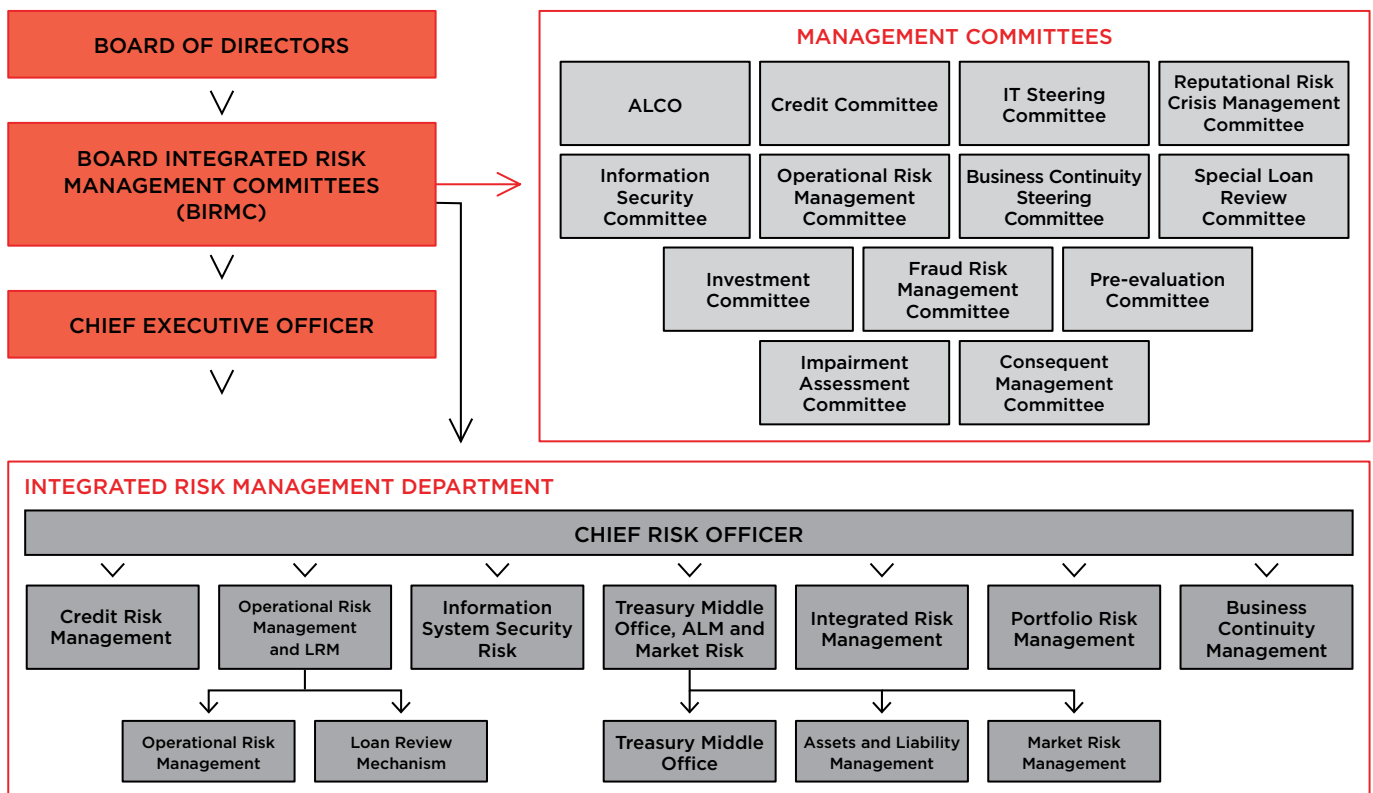 BOARD OF DIRECTORS
BOARD INTEGRATED RISK
MANAGEMENT COMMITTEES
(BIRMC)
CHIEF EXECUTIVE OFFICER
MANAGEMENT COMMITTEES
ALCO
Credit Committee
IT Steering
Committee
Reputational Risk
Crisis Management
Committee
Information
Security
Committee
Operational Risk
Management
Committee
Business Continuity
Steering
Committee
Special Loan
Review
Committee
Investment
Committee
Fraud Risk
Management
Committee
Pre-evaluation
Committee
Impairment
Assessment
Committee
Consequent
Management
Committee
INTEGRATED RISK MANAGEMENT DEPARTMENT
CHIEF RISK OFFICER
Credit Risk
Management
Operational Risk
Management
and LRM
Information
System Security
Risk
Treasury Middle
Office, ALM and
Market Risk
Integrated Risk
Management
Portfolio Risk
Management
Business
Continuity
Management
Operational Risk
Management
Loan Review
Mechanism
Treasury Middle
Office
Assets and Liability
Management
Market Risk
Management